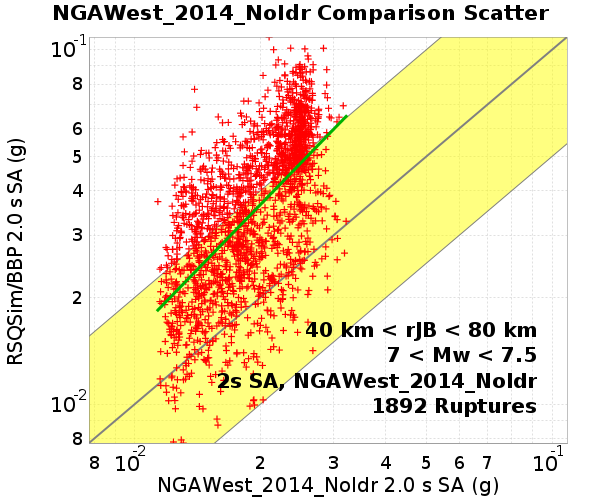 NGAWest_2014_NoIdr Comparison Scatter
RSQSim/BBP 2.0 s SA (g)
10-1
8
6
5
4
3
2
10-2
8
40 km < rJB < 80 km
7 < Mw < 7.5
2s SA, NGAWest_2014_NoIdr
1892 Ruptures
8 10-2 2 3 4 5 6 8 10-1
NGAWest_2014_NoIdr 2.0 s SA (g)